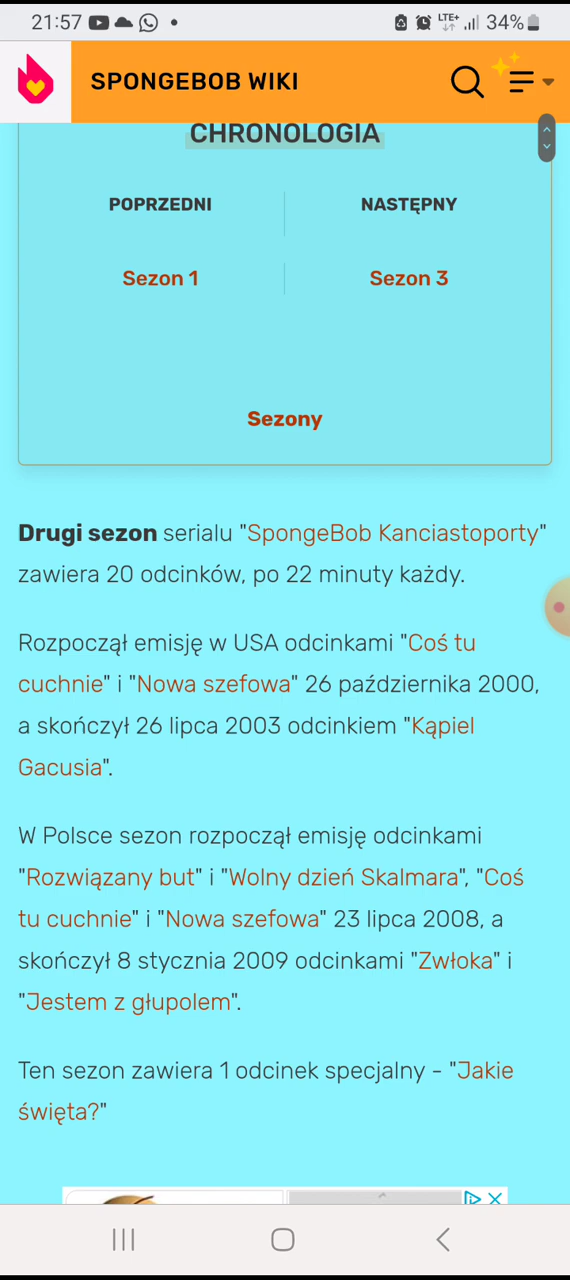 21:57
LTE+
34%
SPONGEBOB WIKI
CHRONOLOGIA
POPRZEDNI
NASTĘPNY
Sezon 1
Sezon 3
Sezony
Drugi sezon serialu "SpongeBob Kanciastoporty"
zawiera 20 odcinków, po 22 minuty każdy.
Rozpoczął emisję w USA odcinkami "Coś tu
cuchnie" i "Nowa szefowa" 26 października 2000,
a skończył 26 lipca 2003 odcinkiem "Kąpiel
Gacusia".
W Polsce sezon rozpoczął emisję odcinkami
"Rozwiązany but" i "Wolny dzień Skalmara", "Coś
tu cuchnie" i "Nowa szefowa" 23 lipca 2008, a
skończył 8 stycznia 2009 odcinkami "Zwłoka" i
"Jestem z głupolem".
Ten sezon zawiera 1 odcinek specjalny - "Jakie
święta?"